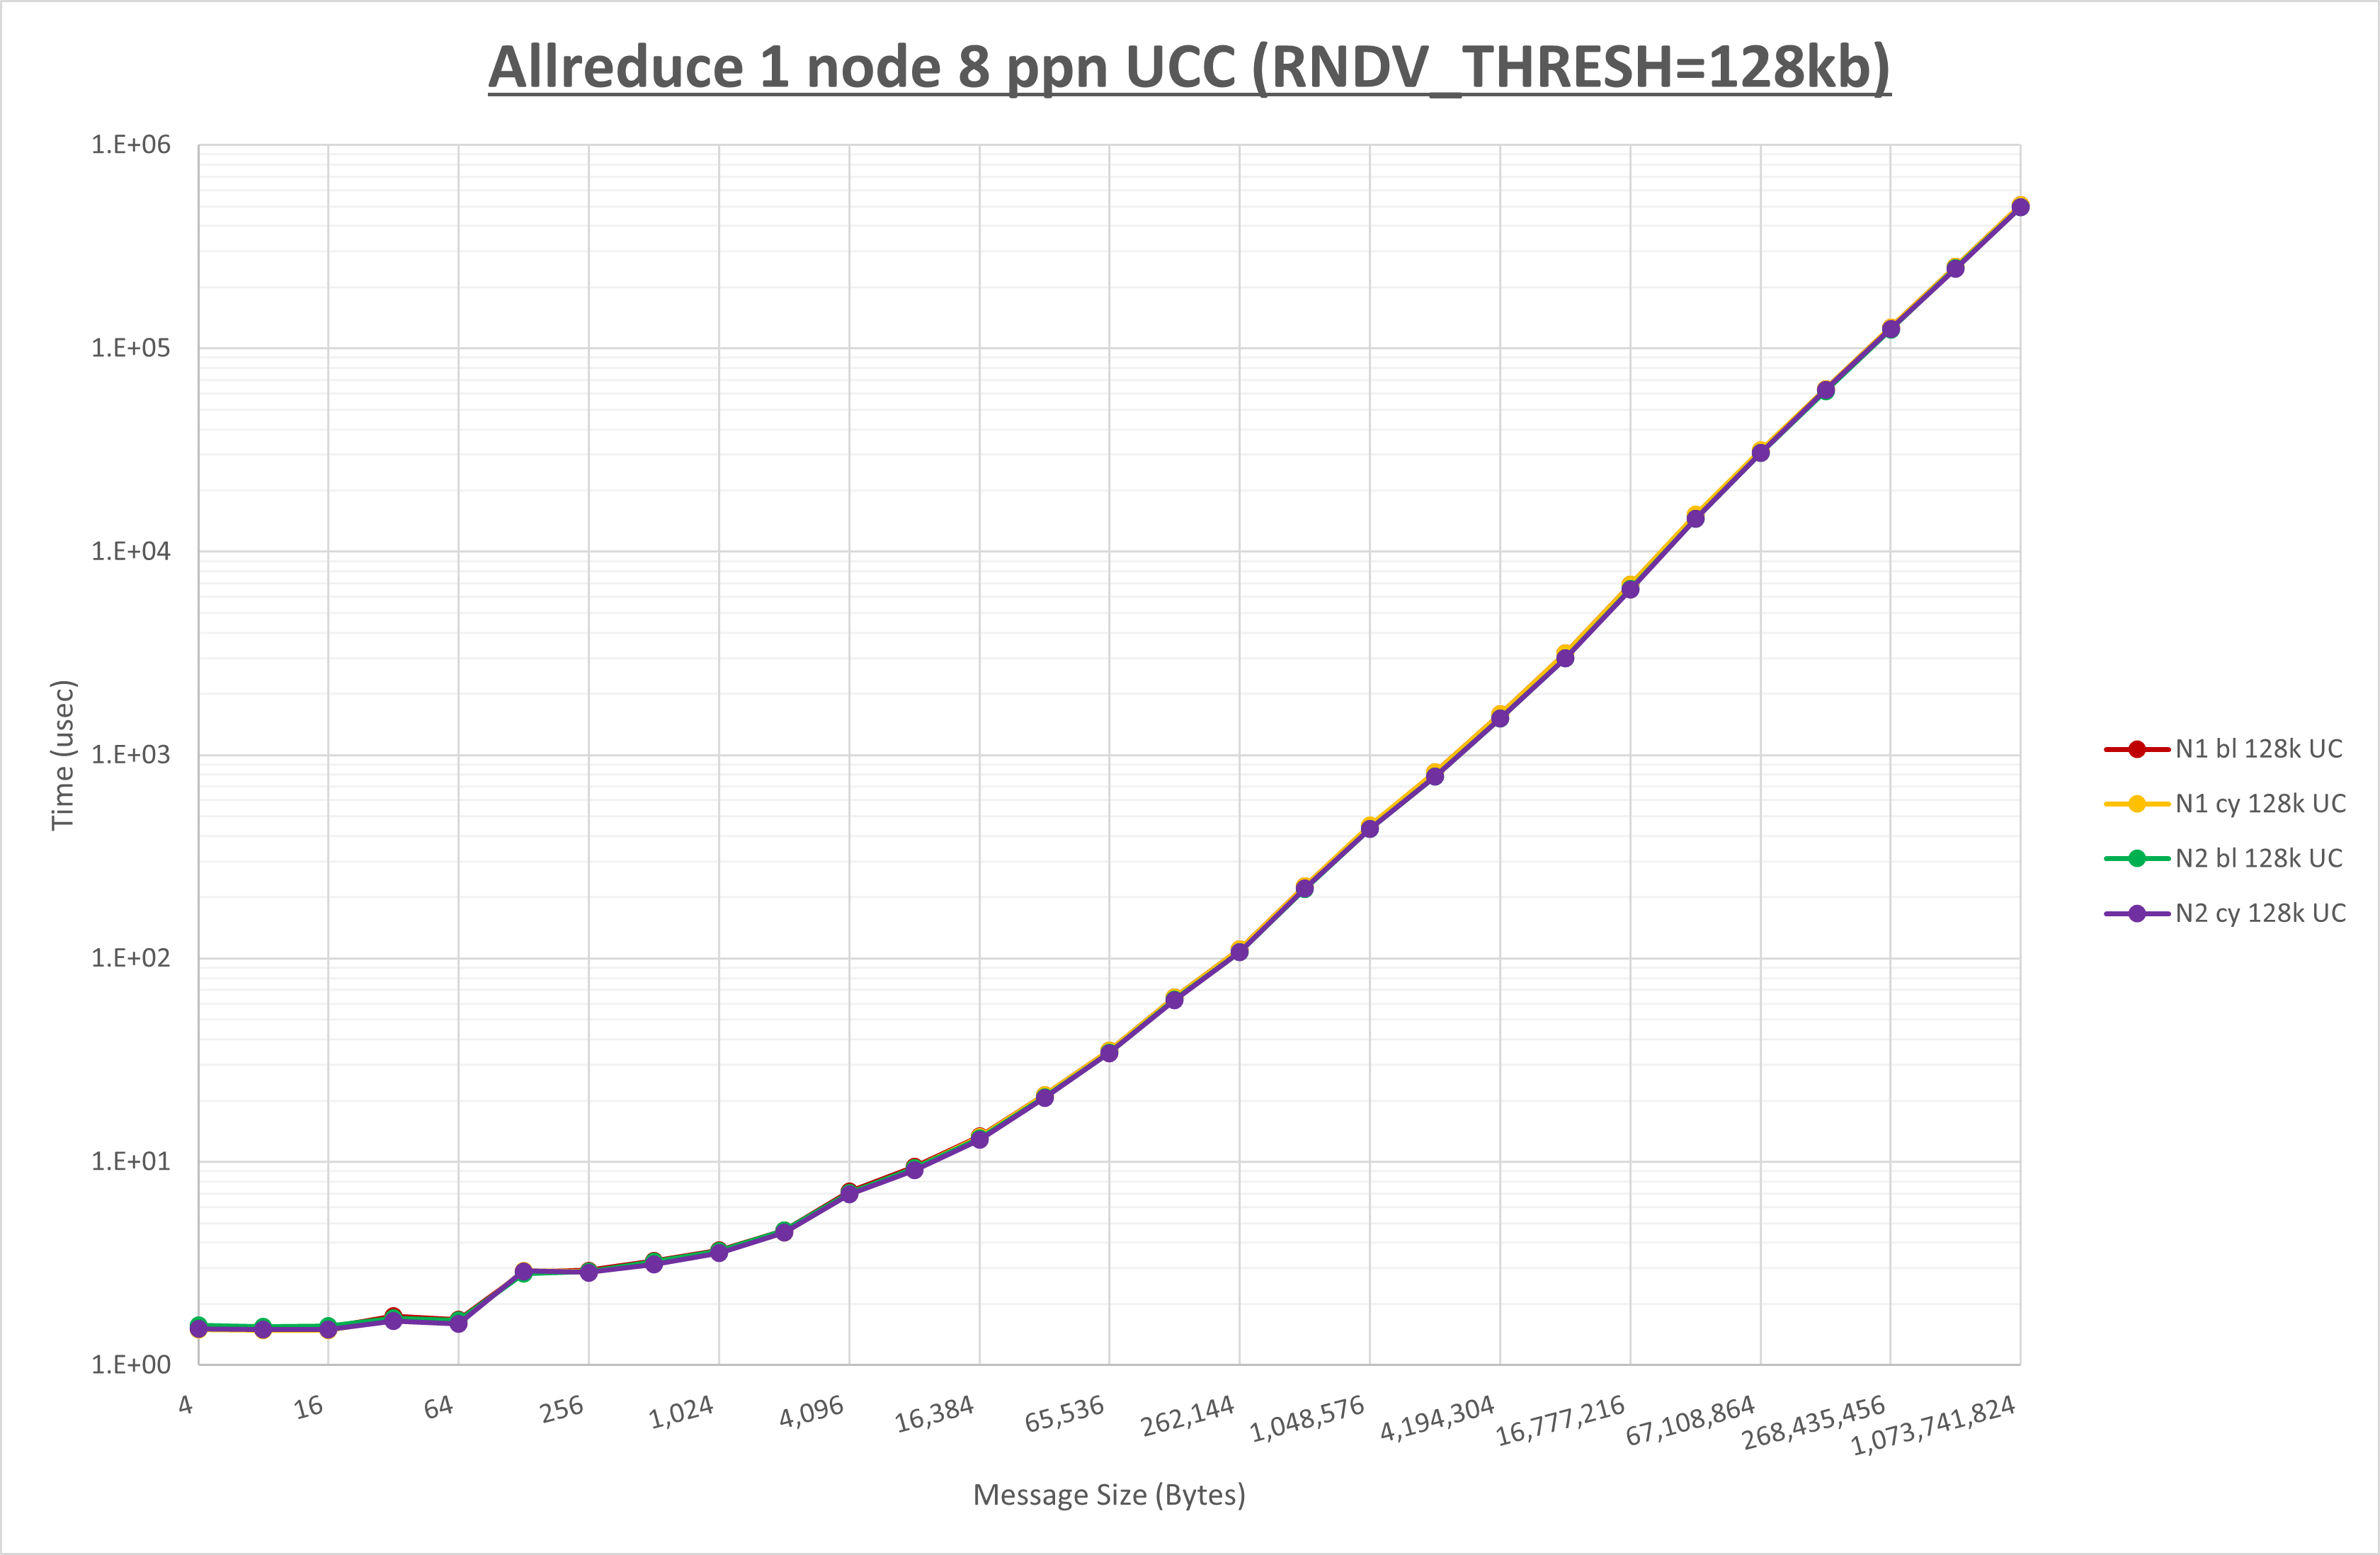 Allreduce 1 node 8 ppn UCC (RNDV_THRESH=128kb)
1.E+06
1.E+05
1.E+04
1.E+03
1.E+02
1.E+01
1.E+00
Time (usec)
4
16
64
256
1,024
4,096
16,384
65,536
262,144
1,048,576
4,194,304
16,777,216
67,108,864
268,435,456
1,073,741,824
Message Size (Bytes)
N1 bl 128k UC
N1 cy 128k UC
N2 bl 128k UC
N2 cy 128k UC